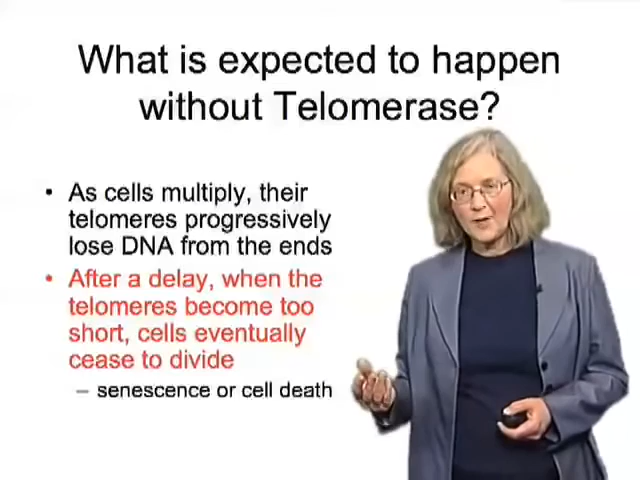 What is expected to happen
without Telomerase?
• As cells multiply, their
telomeres progressively
lose DNA from the ends
• After a delay, when the
telomeres become too
short, cells eventually
cease to divide
– senescence or cell death